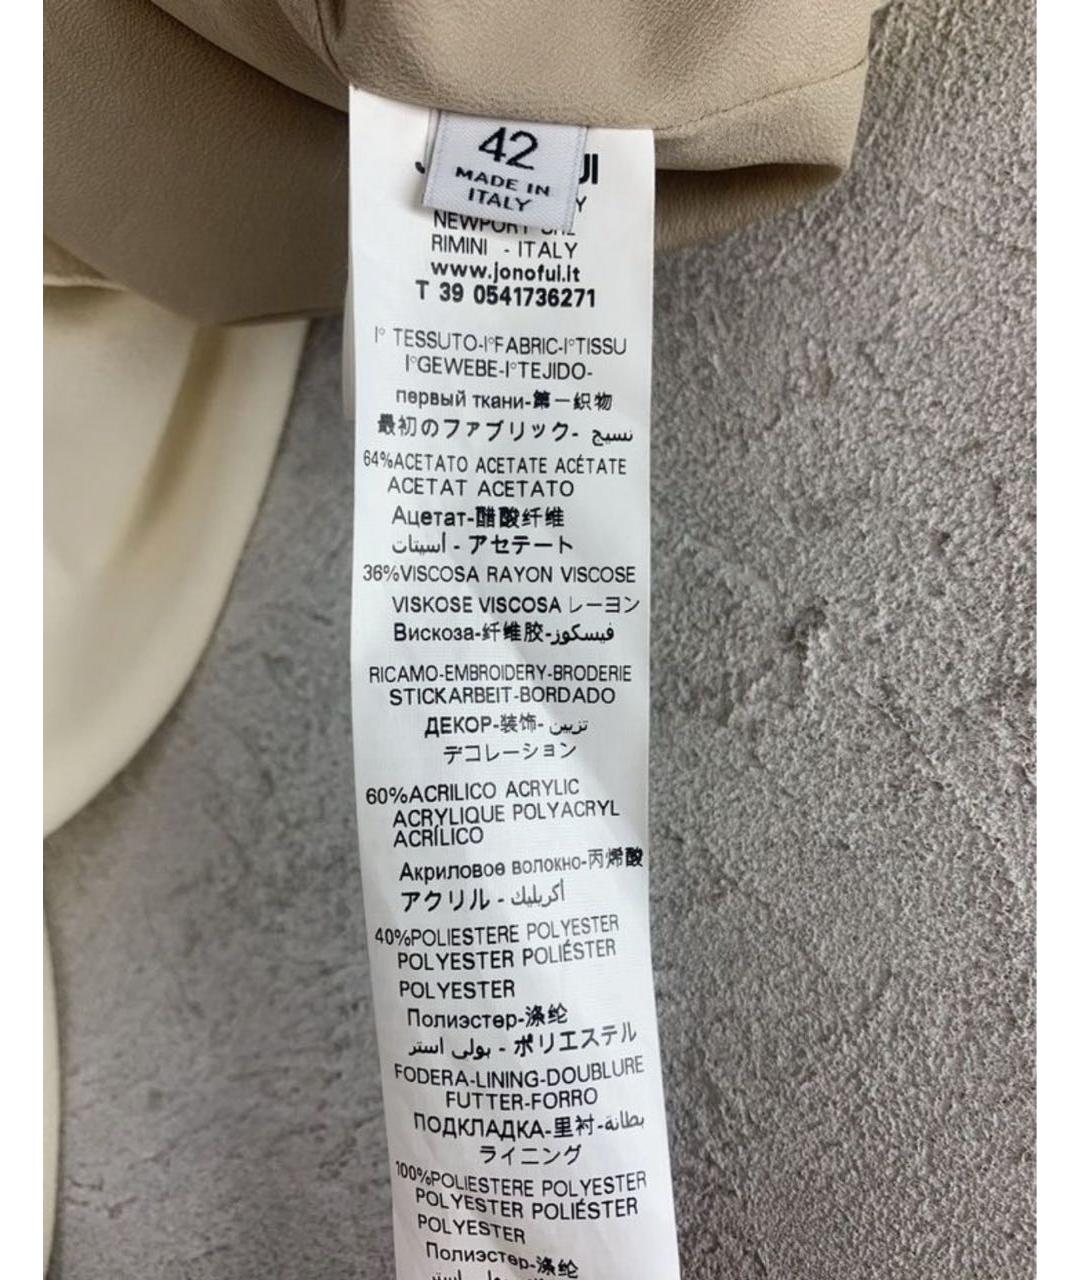 42
MADE IN
ITALY
RIMINI - ITALY
www.jonoful.it
T 39 0541736271
I° TESSUTO-I°FABRIC-I°TISSU
I°GEWEBE-I°TEJIDO-
первый ткани-第一织物
最初のファブリック- نسيج
64%ACETATO ACETATE ACÉTATE
ACETAT ACETATO
Ацетат-醋酸纤维
أسيتات - アセテート
36%VISCOSA RAYON VISCOSE
VISKOSE VISCOSA レーヨン
Вискоза-纤维胶-فيسكوز
RICAMO-EMBROIDERY-BRODERIE
STICKARBEIT-BORDADO
ДЕКОР-装饰- تزيين
デコレーション
60%ACRILICO ACRYLIC
ACRYLIQUE POLYACRYL
ACRÍLICO
Акриловое волокно-丙烯酸
アクリル - أكريليك
40%POLIESTERE POLYESTER
POLYESTER POLIÉSTER
POLYESTER
Полиэстер-涤纶
بولى استر - ポリエステル
FODERA-LINING-DOUBLURE
FUTTER-FORRO
ПОДКЛАДКА-里衬-بطانة
ライニング
100%POLIESTERE POLYESTER
POLYESTER POLIÉSTER
POLYESTER
Полиэстер-涤纶